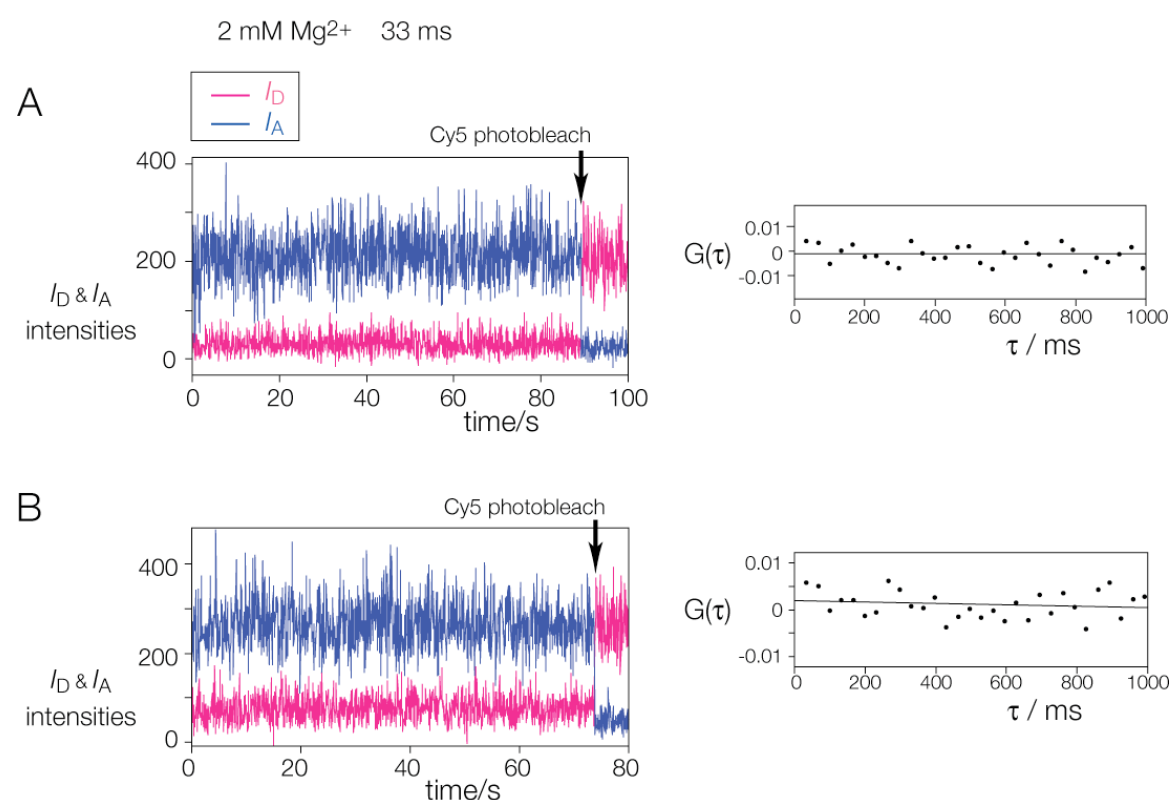 2 mM Mg2+ 33 ms
A
ID
IA
Cy5 photobleach
400
200
0
ID & IA
intensities
0 20 40 60 80 100
time/s
0.01
0
-0.01
G(τ)
0 200 400 600 800 1000
τ / ms
B
Cy5 photobleach
400
200
0
ID & IA
intensities
0 20 40 60 80
time/s
0.01
0
-0.01
G(τ)
0 200 400 600 800 1000
τ / ms